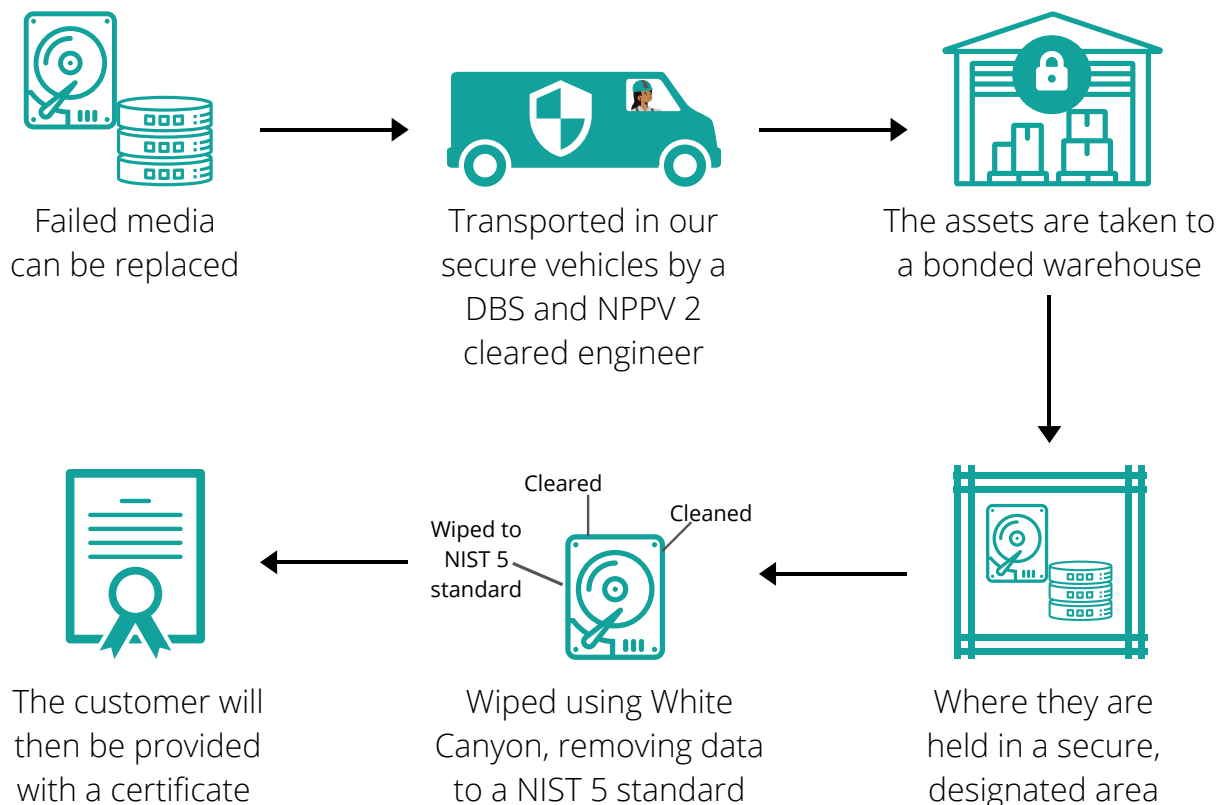 Failed media
can be replaced
Transported in our
secure vehicles by a
DBS and NPPV 2
cleared engineer
The assets are taken to
a bonded warehouse
Where they are
held in a secure,
designated area
Cleared
Cleaned
Wiped to
NIST 5
standard
Wiped using White
Canyon, removing data
to a NIST 5 standard
The customer will
then be provided
with a certificate